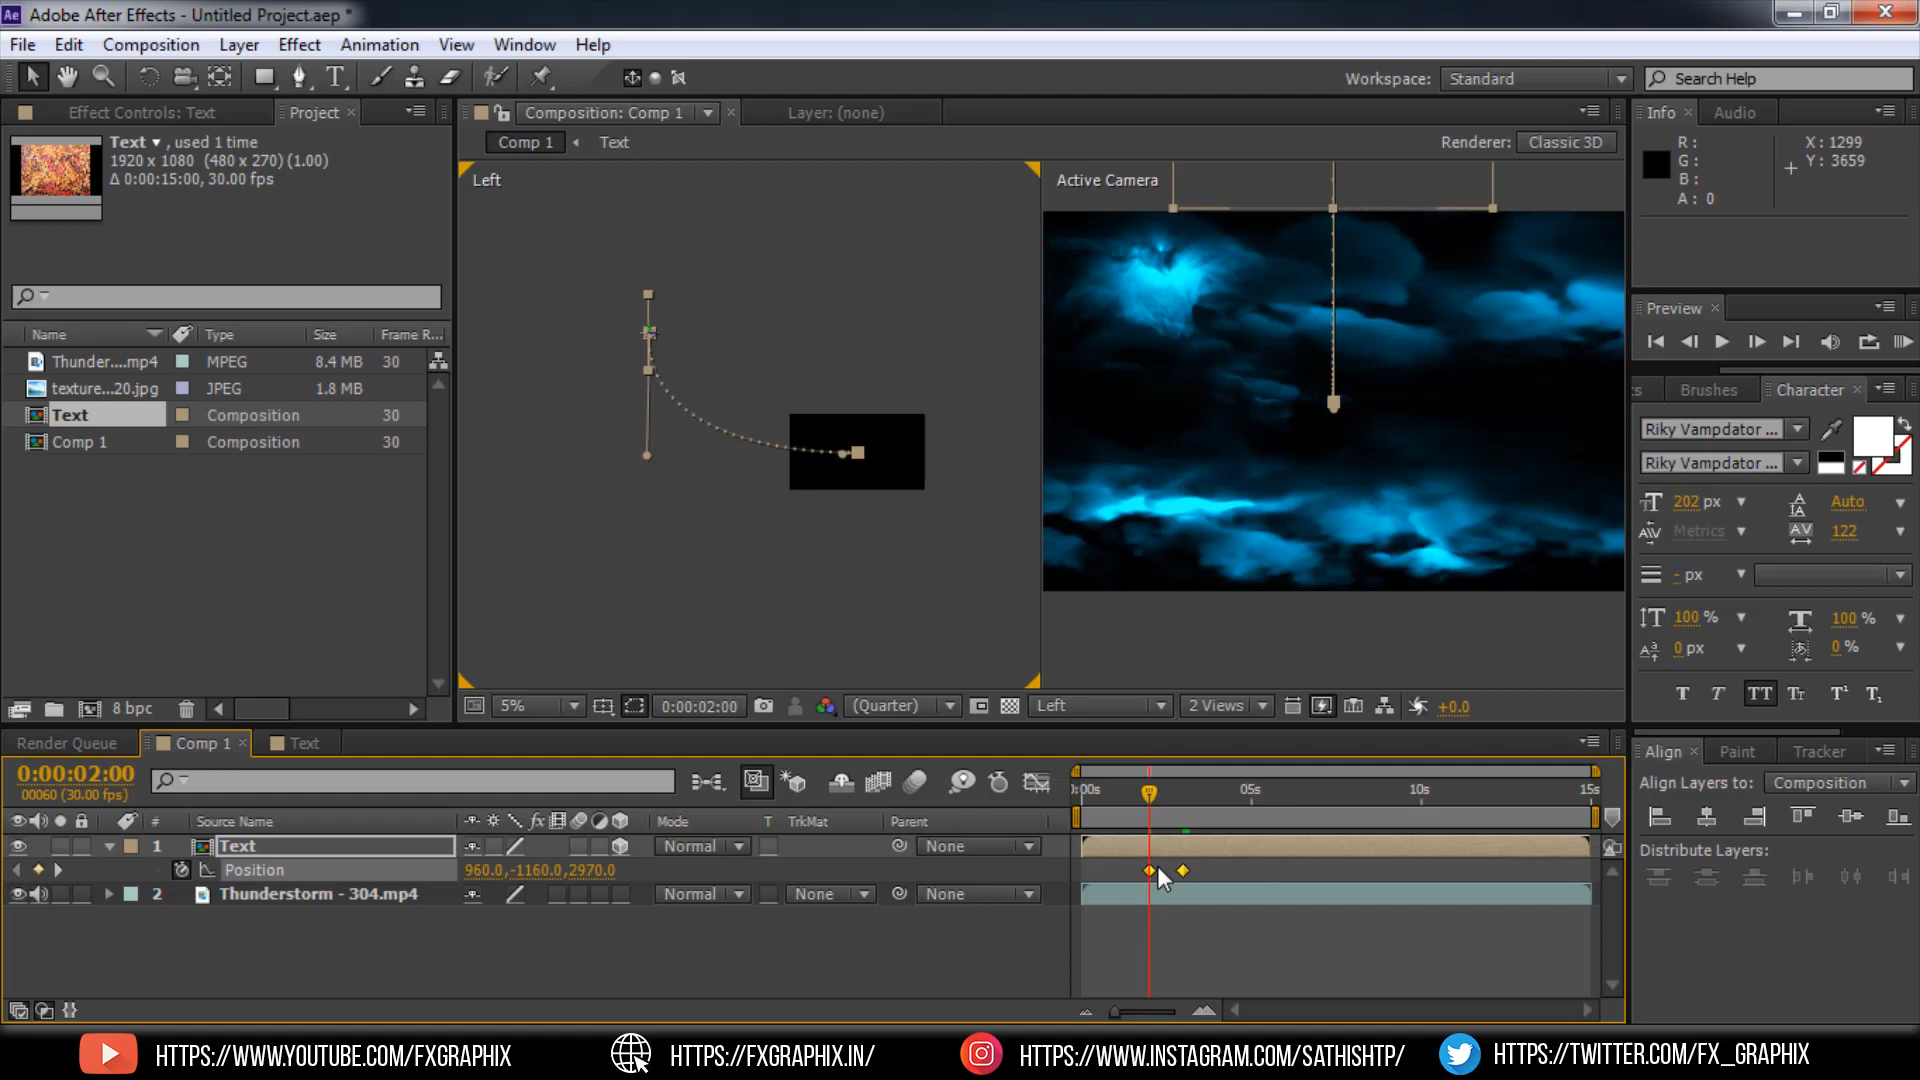 Ae Adobe After Effects - Untitled Project.aep *
File Edit Composition Layer Effect Animation View Window Help
Workspace: Standard Search Help
Effect Controls: Text Project
Text , used 1 time
1920 x 1080 (480 x 270) (1.00)
Δ 0:00:15:00, 30.00 fps
Name Type Size Frame R...
Thunder....mp4 MPEG 8.4 MB 30
texture...20.jpg JPEG 1.8 MB
Text Composition 30
Comp 1 Composition 30
8 bpc
Composition: Comp 1 Layer: (none)
Comp 1 Text Renderer: Classic 3D
Left
Active Camera
5% 0:00:02:00 (Quarter) Left 2 Views +0.0
Info Audio
R:
G:
B:
A: 0
X: 1299
Y: 3659
Preview
Brushes Character
Riky Vampdator ...
Riky Vampdator ...
202 px Auto
Metrics 122
- px
100 % 100 %
0 px 0 %
TT
Render Queue Comp 1 Text
0:00:02:00
00060 (30.00 fps)
0:00s 05s 10s 15s
# Source Name fx Mode T TrkMat Parent
1 Text Normal None
Position 960.0,-1160.0,2970.0
2 Thunderstorm - 304.mp4 Normal None None
Align Paint Tracker
Align Layers to: Composition
Distribute Layers:
HTTPS://WWW.YOUTUBE.COM/FXGRAPHIX HTTPS://FXGRAPHIX.IN/ HTTPS://WWW.INSTAGRAM.COM/SATHISHTP/ HTTPS://TWITTER.COM/FX_GRAPHIX